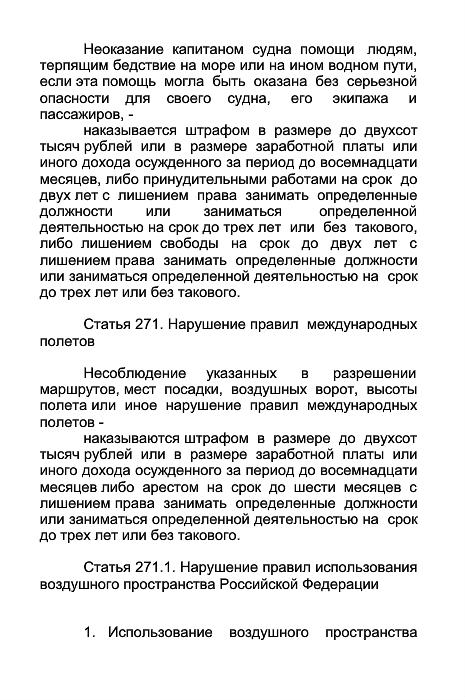 Неоказание капитаном судна помощи людям,
терпящим бедствие на море или на ином водном пути,
если эта помощь могла быть оказана без серьезной
опасности для своего судна, его экипажа и
пассажиров, -
наказывается штрафом в размере до двухсот
тысяч рублей или в размере заработной платы или
иного дохода осужденного за период до восемнадцати
месяцев, либо принудительными работами на срок до
двух лет с лишением права занимать определенные
должности или заниматься определенной
деятельностью на срок до трех лет или без такового,
либо лишением свободы на срок до двух лет с
лишением права занимать определенные должности
или заниматься определенной деятельностью на срок
до трех лет или без такового.
Статья 271. Нарушение правил международных
полетов
Несоблюдение указанных в разрешении
маршрутов, мест посадки, воздушных ворот, высоты
полета или иное нарушение правил международных
полетов -
наказываются штрафом в размере до двухсот
тысяч рублей или в размере заработной платы или
иного дохода осужденного за период до восемнадцати
месяцев либо арестом на срок до шести месяцев с
лишением права занимать определенные должности
или заниматься определенной деятельностью на срок
до трех лет или без такового.
Статья 271.1. Нарушение правил использования
воздушного пространства Российской Федерации
1. Использование воздушного пространства